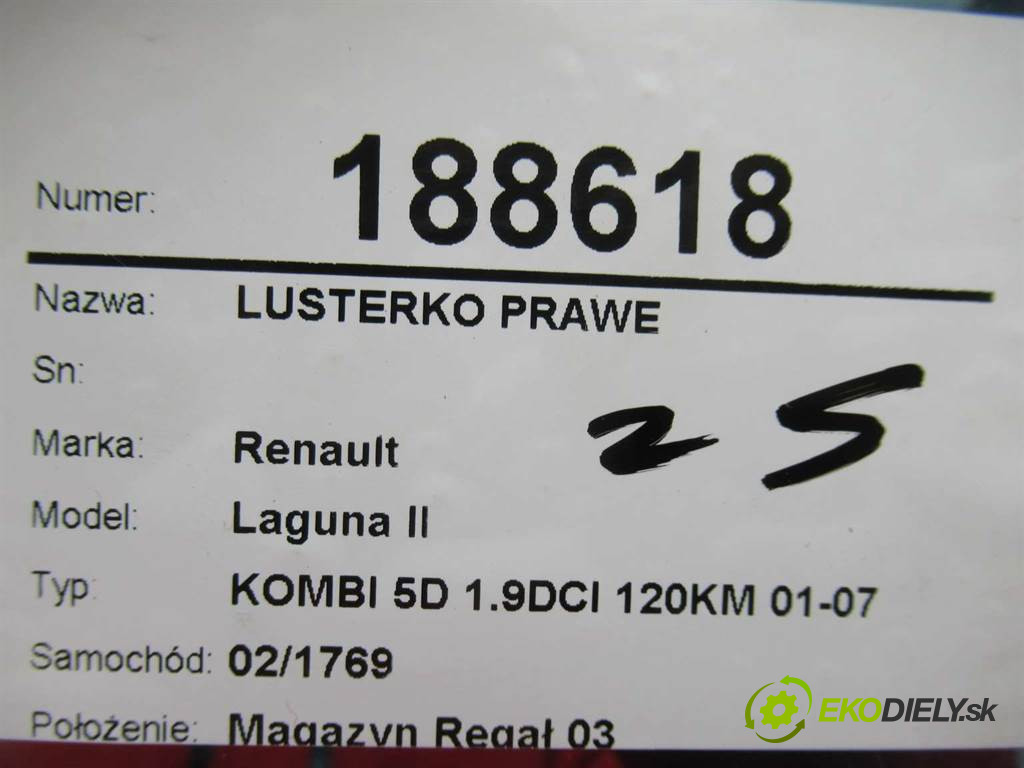 Numer: 188618
Nazwa: LUSTERKO PRAWE
Sn:
25
Marka: Renault
Model: Laguna II
Typ: KOMBI 5D 1.9DCI 120KM 01-07
Samochód: 02/1769
Położenie: Magazyn Regał 03
EKODIELY.sk